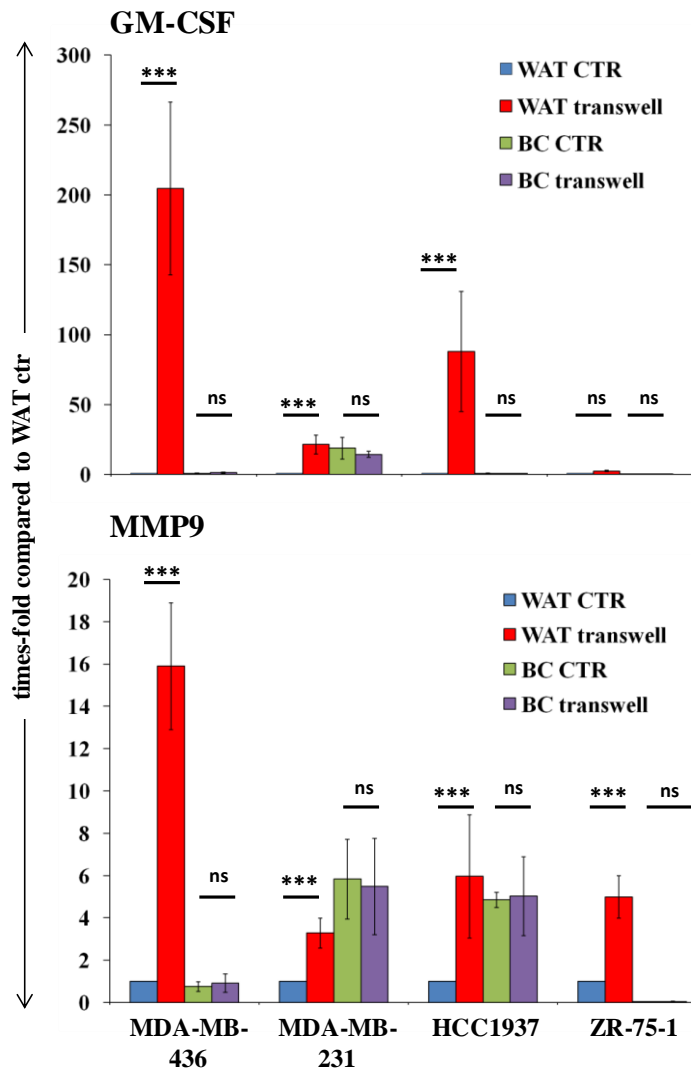 GM-CSF
times-fold compared to WAT ctr
300
250
200
150
100
50
0
WAT CTR
WAT transwell
BC CTR
BC transwell
***
ns
***
ns
***
ns
ns
ns
MMP9
20
18
16
14
12
10
8
6
4
2
0
WAT CTR
WAT transwell
BC CTR
BC transwell
***
ns
***
ns
***
ns
***
ns
MDA-MB-
436
MDA-MB-
231
HCC1937
ZR-75-1